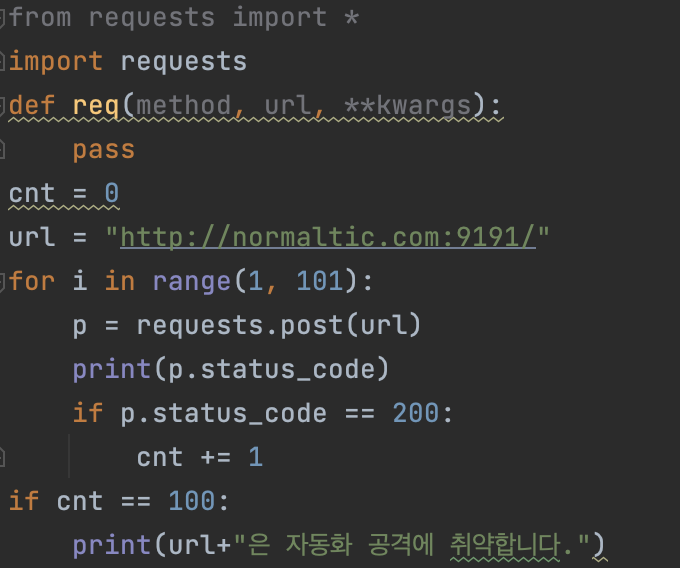 from requests import *
import requests
def req(method, url, **kwargs):
    pass
cnt = 0
url = "http://normaltic.com:9191/"
for i in range(1, 101):
    p = requests.post(url)
    print(p.status_code)
    if p.status_code == 200:
        cnt += 1
if cnt == 100:
    print(url+"은 자동화 공격에 취약합니다.")